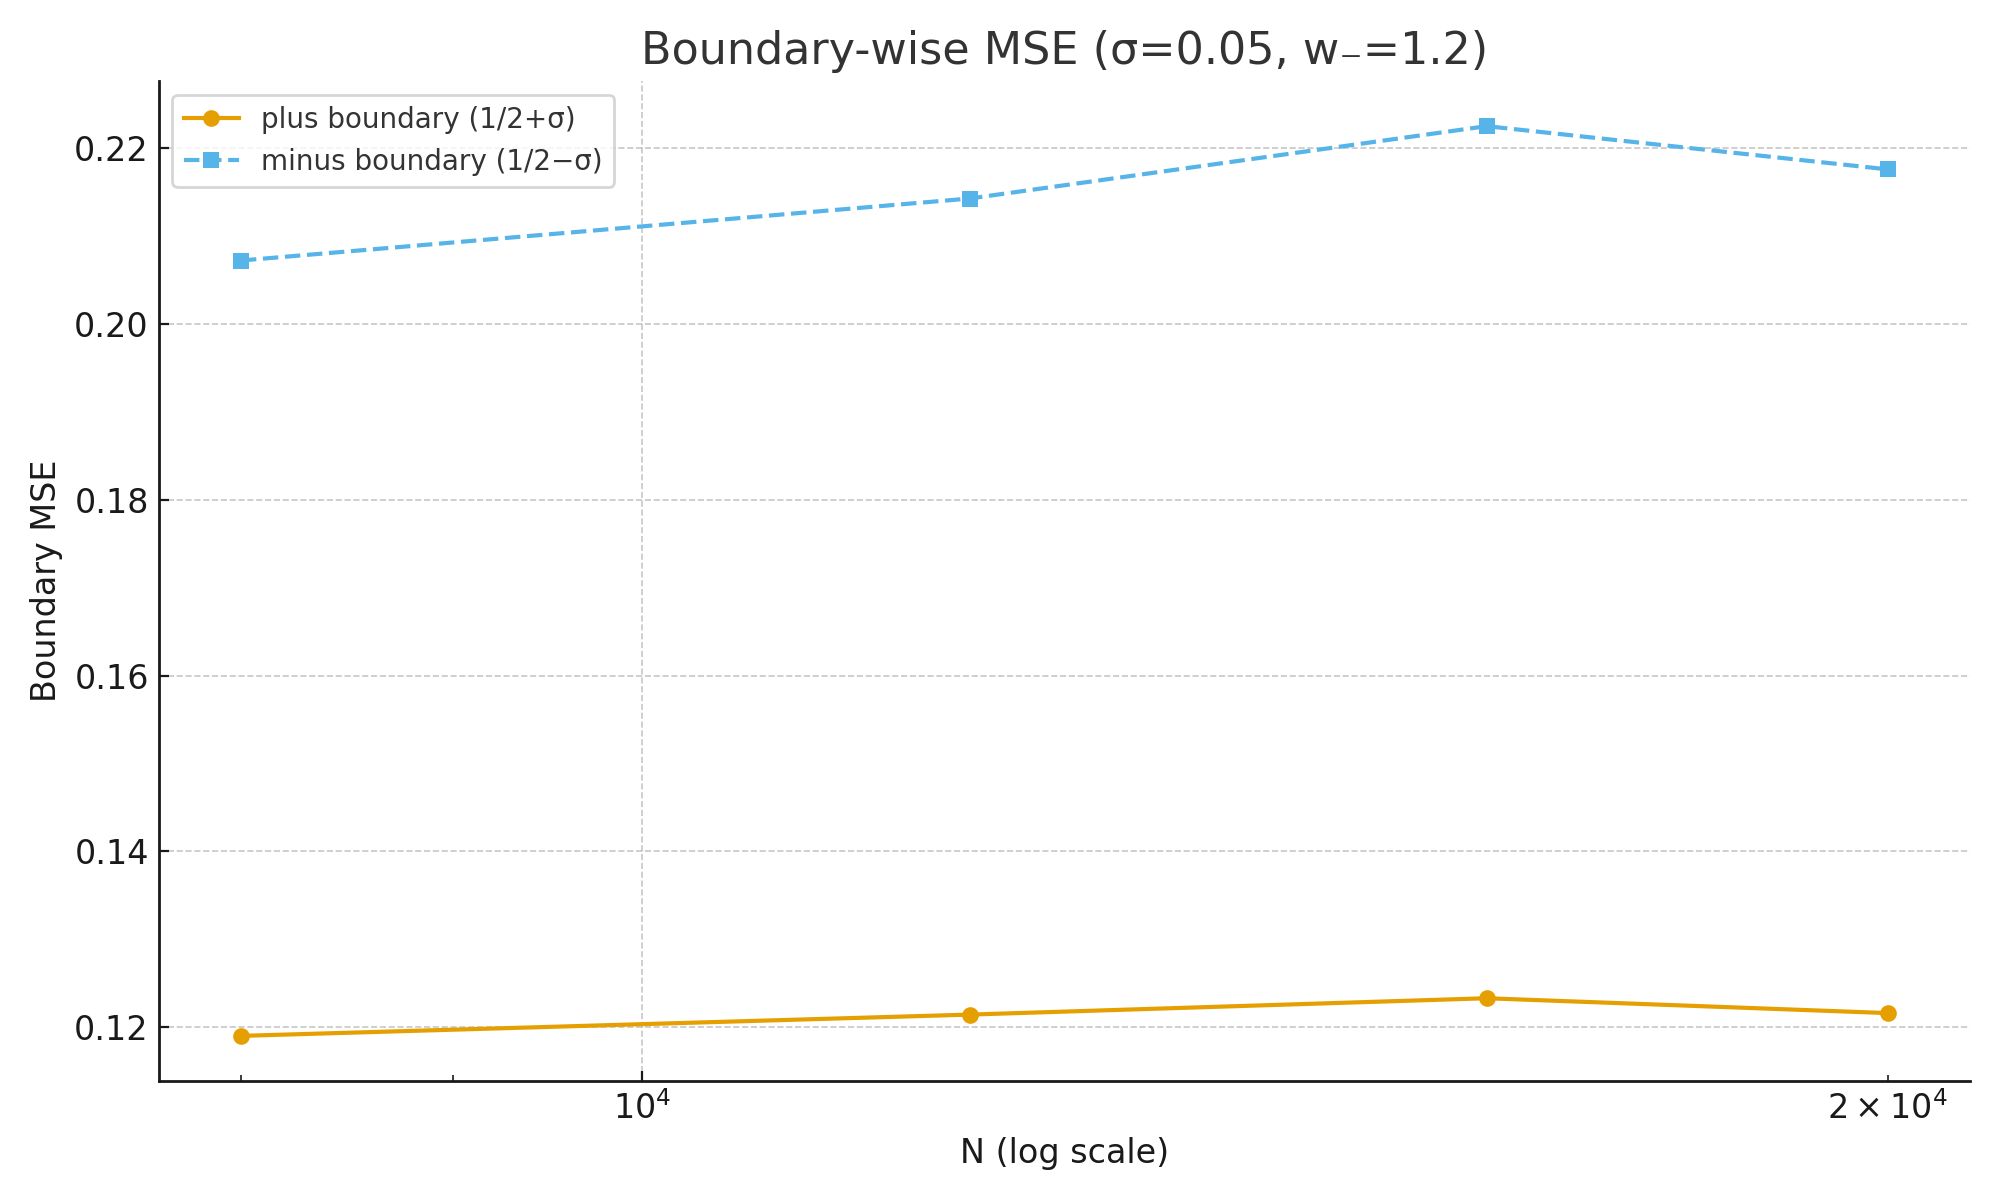 Boundary-wise MSE (σ=0.05, w₋=1.2)
plus boundary (1/2+σ)
minus boundary (1/2−σ)
0.22
0.20
0.18
0.16
0.14
0.12
Boundary MSE
10⁴
2 × 10⁴
N (log scale)